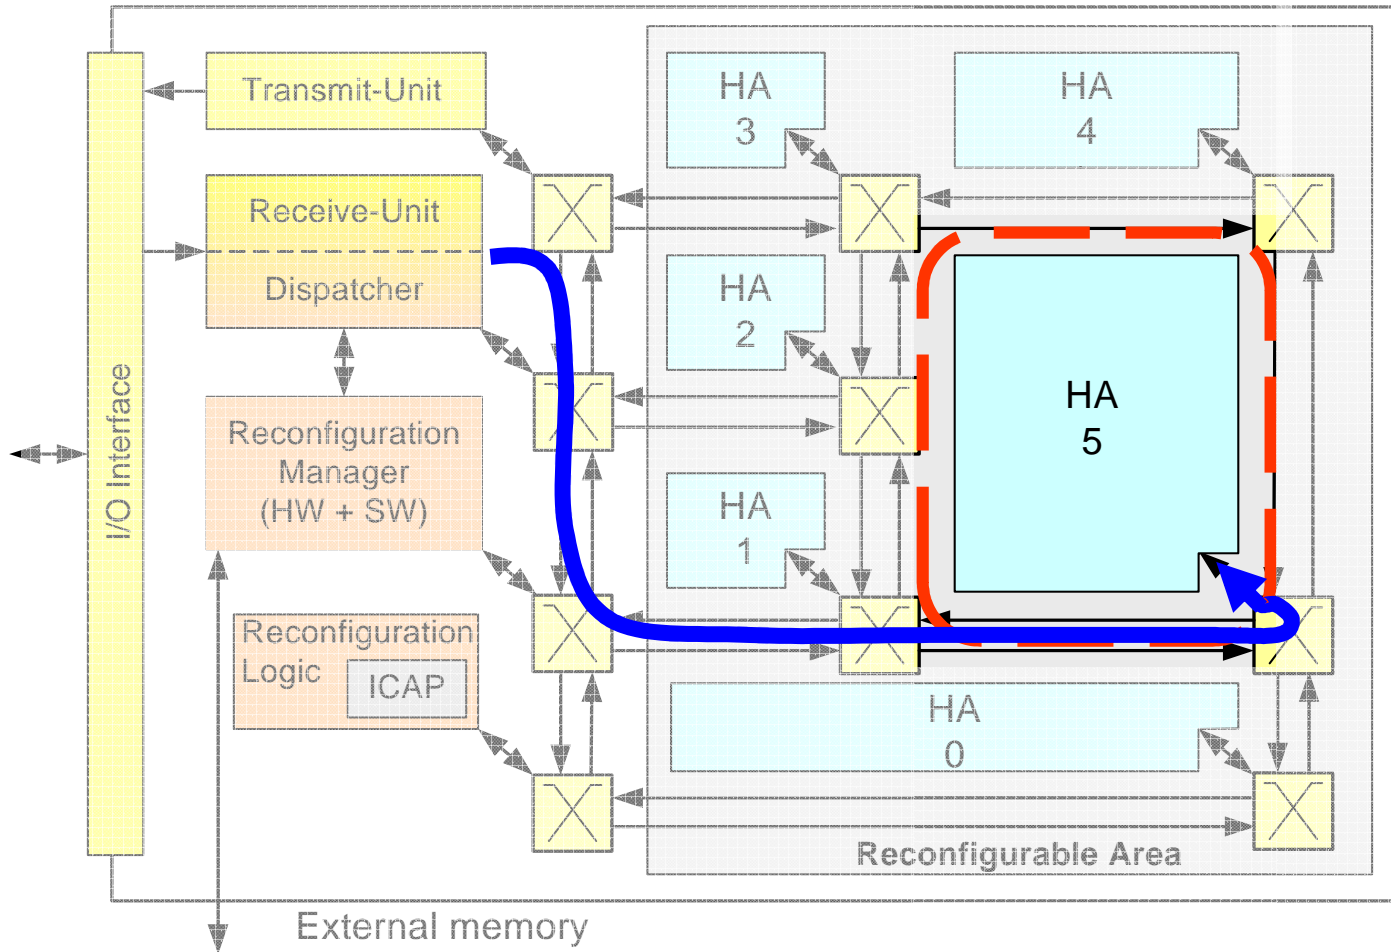 Transmit-Unit
Receive-Unit
Dispatcher
I/O Interface
Reconfiguration
Manager
(HW + SW)
Reconfiguration
Logic
ICAP
HA
3
HA
4
HA
2
HA
5
HA
1
HA
0
Reconfigurable Area
External memory